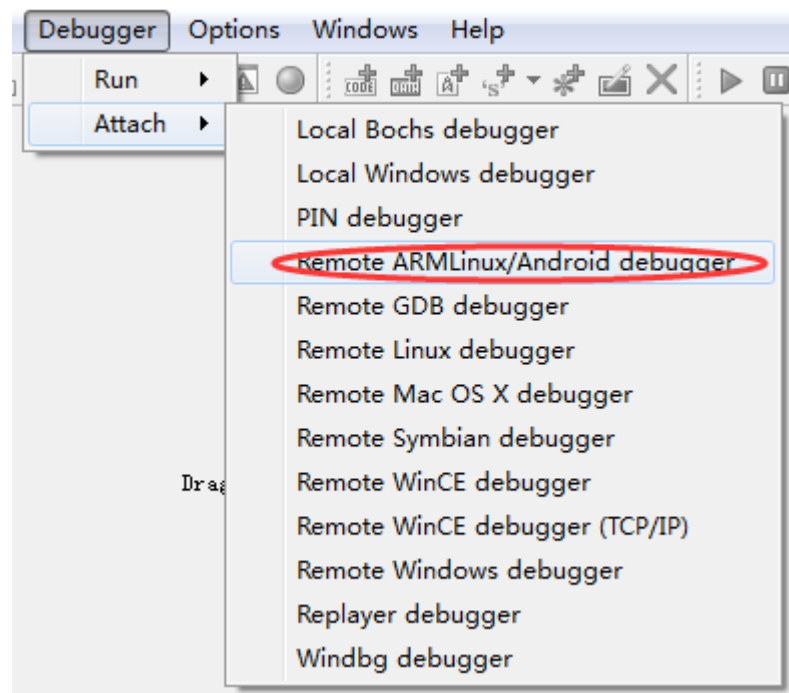 Debugger Options Windows Help
Run
Attach
Local Bochs debugger
Local Windows debugger
PIN debugger
Remote ARMLinux/Android debugger
Remote GDB debugger
Remote Linux debugger
Remote Mac OS X debugger
Remote Symbian debugger
Drag Remote WinCE debugger
Remote WinCE debugger (TCP/IP)
Remote Windows debugger
Replayer debugger
Windbg debugger